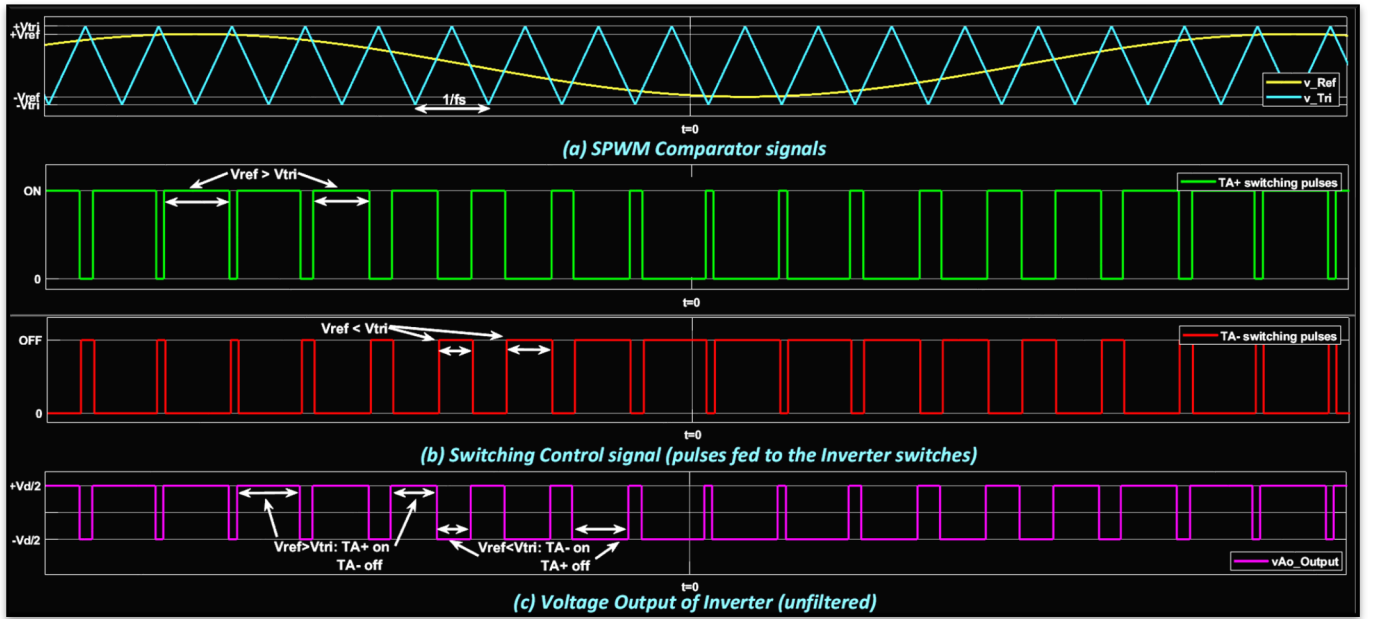 +Vtri
+Vref
-Vref
-Vtri
1/fs
v_Ref
v_Tri
t=0
(a) SPWM Comparator signals
Vref > Vtri
TA+ switching pulses
ON
0
t=0
Vref < Vtri
TA- switching pulses
OFF
0
t=0
(b) Switching Control signal (pulses fed to the Inverter switches)
+Vd/2
-Vd/2
Vref>Vtri: TA+ on
TA- off
Vref<Vtri: TA- on
TA+ off
vAo_Output
t=0
(c) Voltage Output of Inverter (unfiltered)